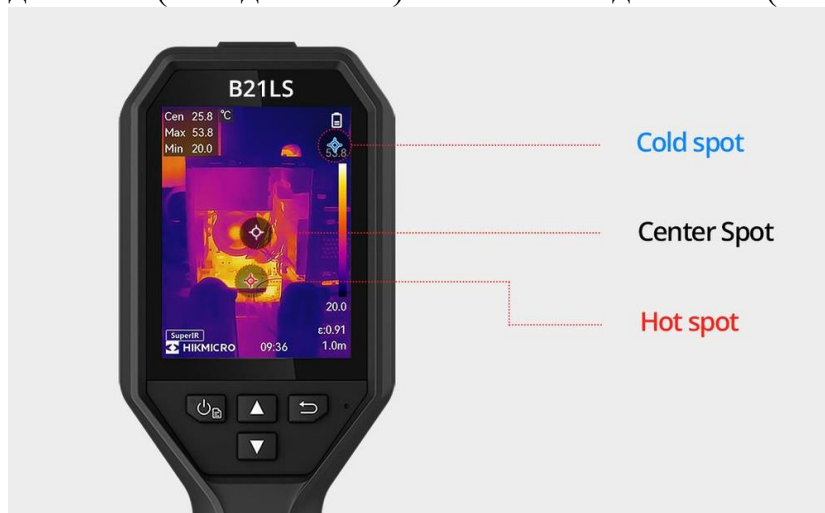 B21LS
Cen 25.8 °C
Max 53.8
Min 20.0
53.8
Cold spot
Center Spot
20.0
Hot spot
SuperIR
ε:0.91
HIKMICRO 09:36 1.0m